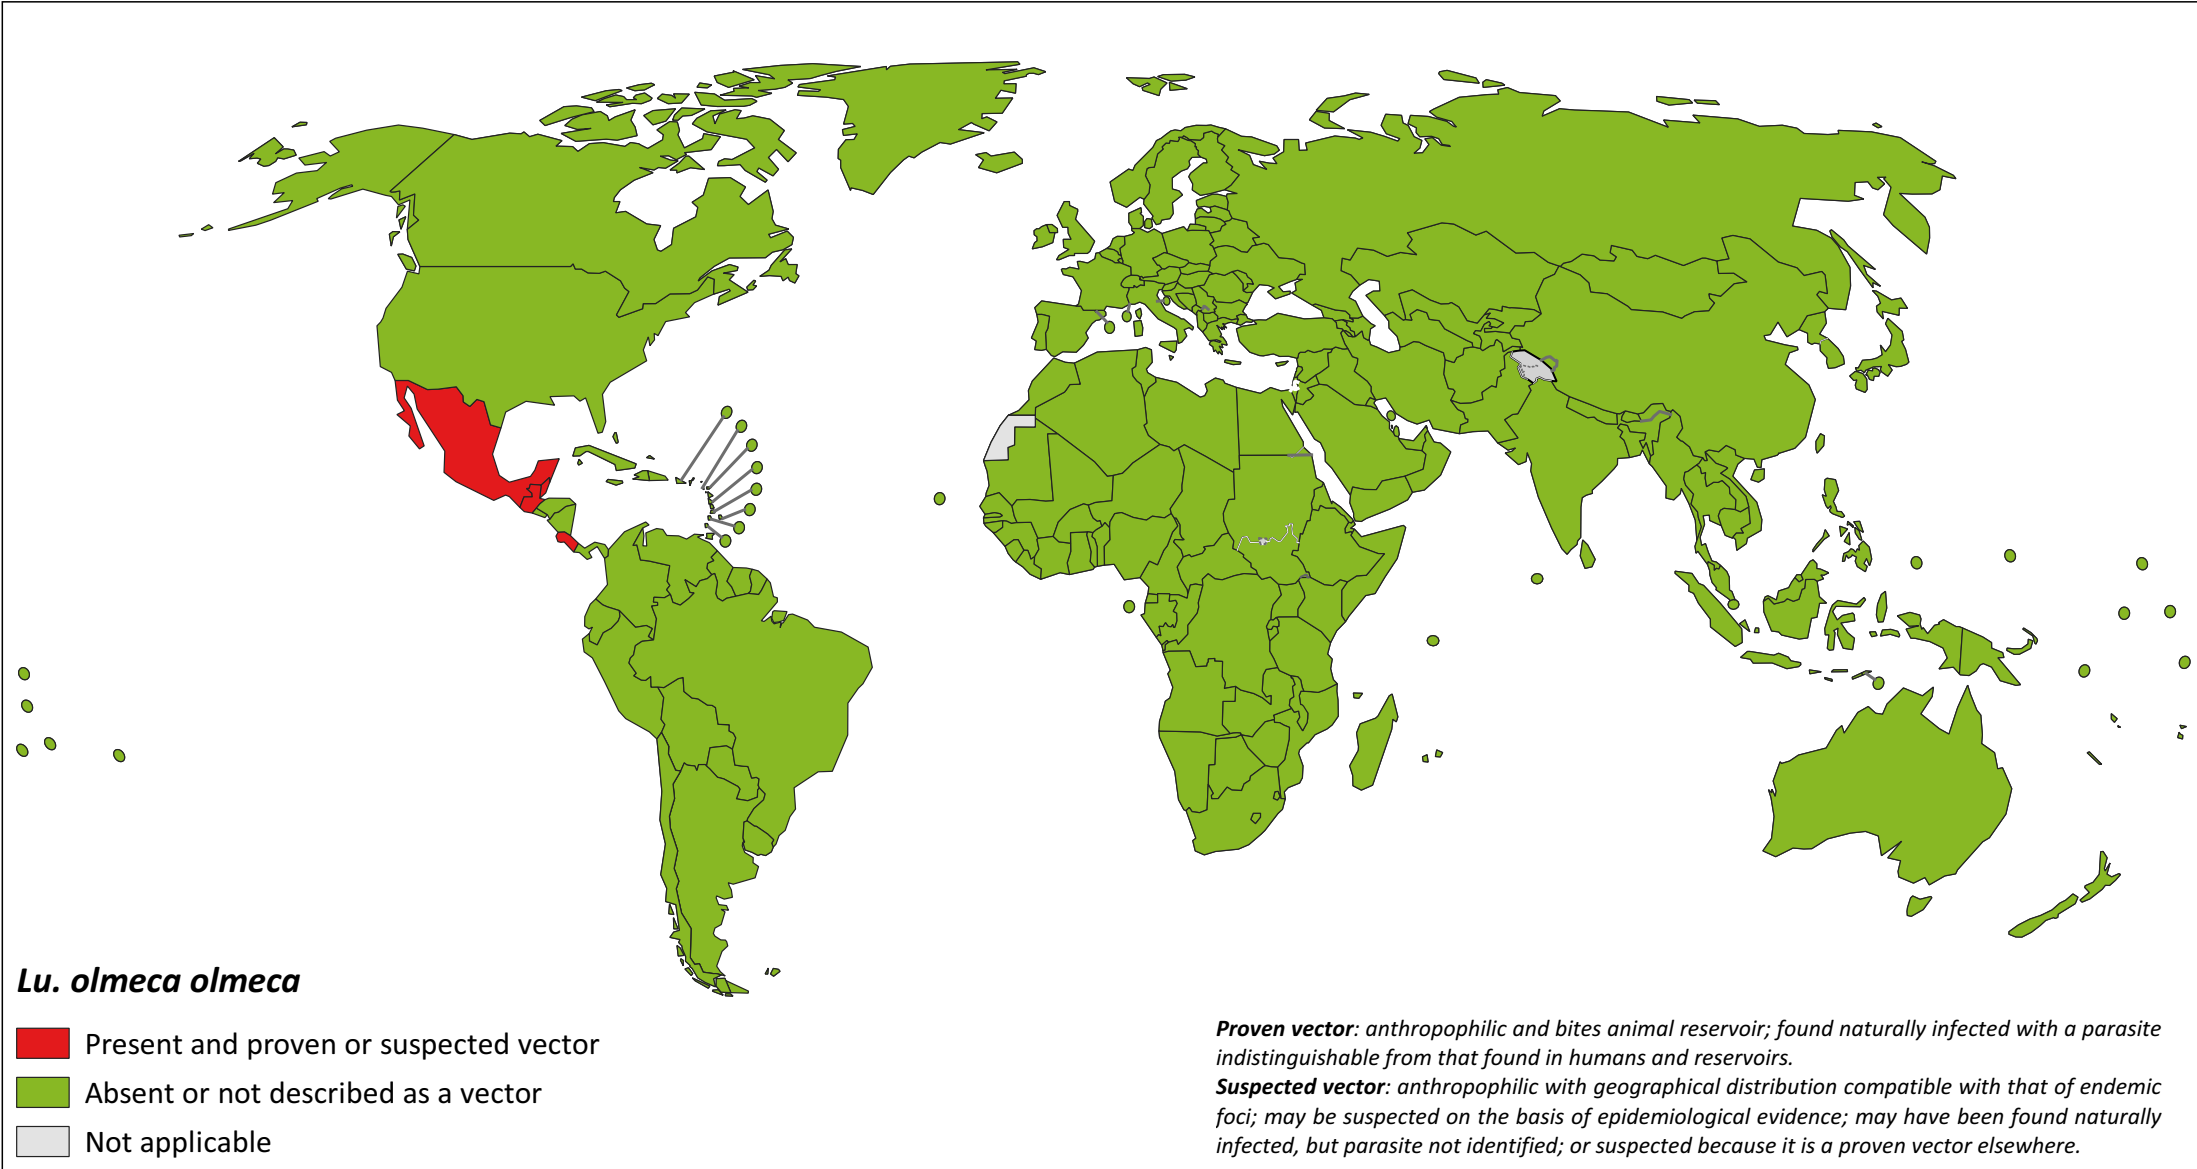 Lu. olmeca olmeca
Present and proven or suspected vector
Absent or not described as a vector
Not applicable
Proven vector: anthropophilic and bites animal reservoir; found naturally infected with a parasite
indistinguishable from that found in humans and reservoirs.
Suspected vector: anthropophilic with geographical distribution compatible with that of endemic
foci; may be suspected on the basis of epidemiological evidence; may have been found naturally
infected, but parasite not identified; or suspected because it is a proven vector elsewhere.